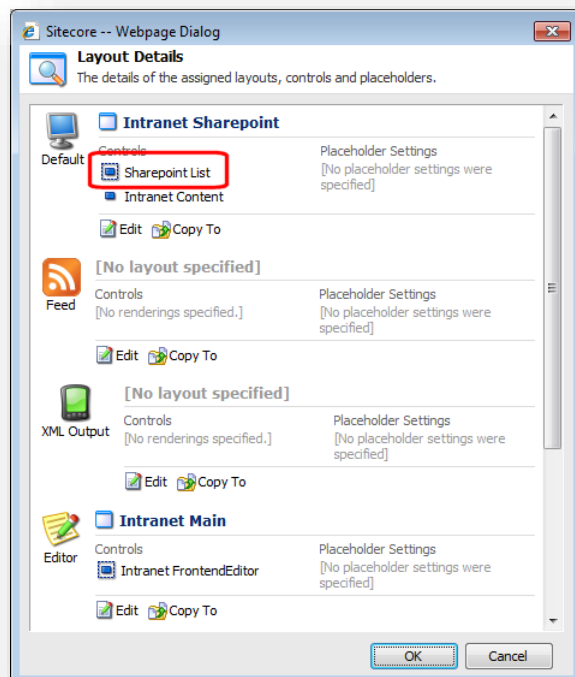 Sitecore -- Webpage Dialog
Layout Details
The details of the assigned layouts, controls and placeholders.
Default
Intranet Sharepoint
Controls
Sharepoint List
Intranet Content
Placeholder Settings
[No placeholder settings were
specified]
Edit Copy To
Feed
[No layout specified]
Controls
[No renderings specified.]
Placeholder Settings
[No placeholder settings were
specified]
Edit Copy To
XML Output
[No layout specified]
Controls
[No renderings specified.]
Placeholder Settings
[No placeholder settings were
specified]
Edit Copy To
Editor
Intranet Main
Controls
Intranet FrontendEditor
Placeholder Settings
[No placeholder settings were
specified]
Edit Copy To
OK Cancel